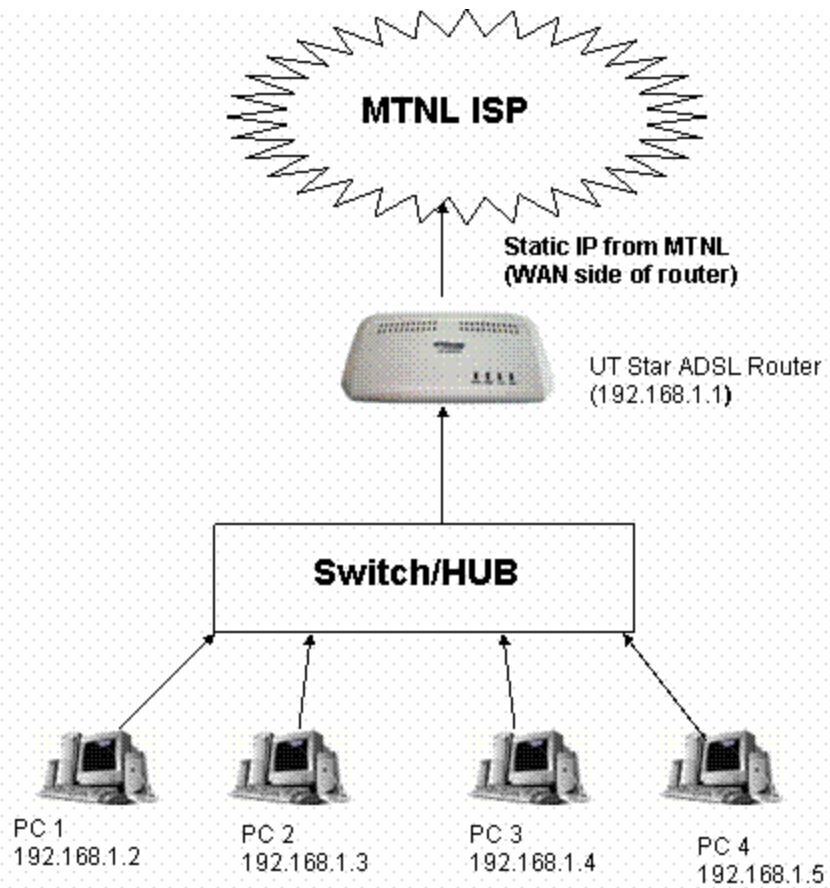 MTNL ISP
Static IP from MTNL
(WAN side of router)
UT Star ADSL Router
(192.168.1.1)
Switch/HUB
PC 1
192.168.1.2
PC 2
192.168.1.3
PC 3
192.168.1.4
PC 4
192.168.1.5